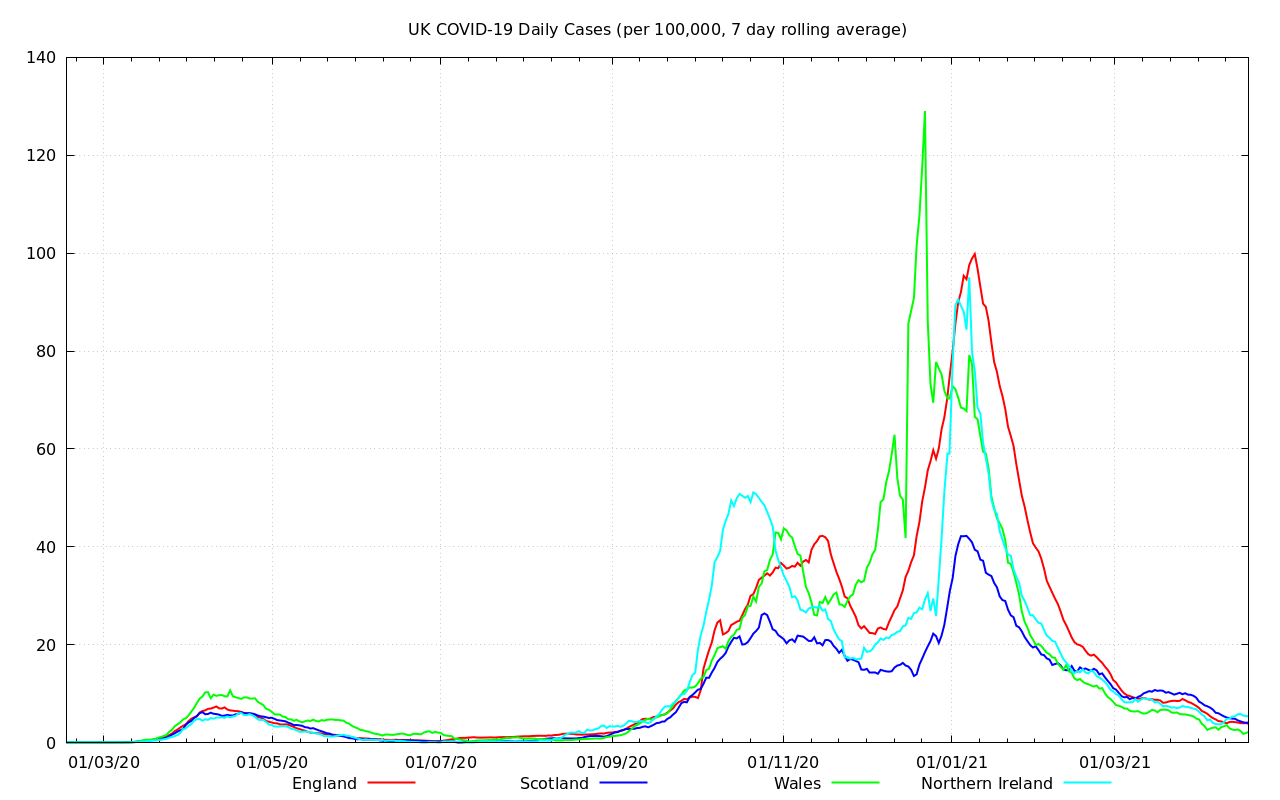 UK COVID-19 Daily Cases (per 100,000, 7 day rolling average)
140
120
100
80
60
40
20
0
01/03/20 01/05/20 01/07/20 01/09/20 01/11/20 01/01/21 01/03/21
England Scotland Wales Northern Ireland